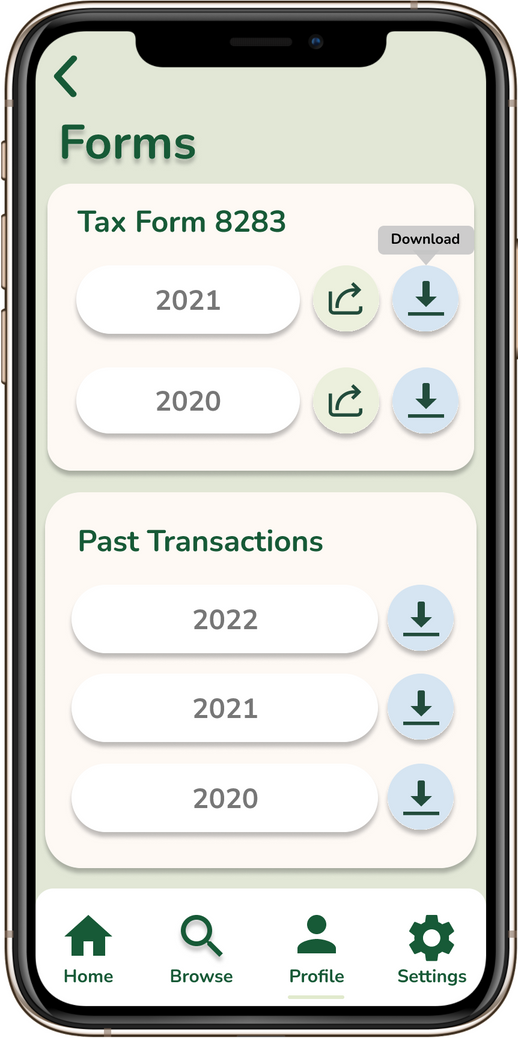 Forms
Tax Form 8283
Download
2021
2020
Past Transactions
2022
2021
2020
Home Browse Profile Settings